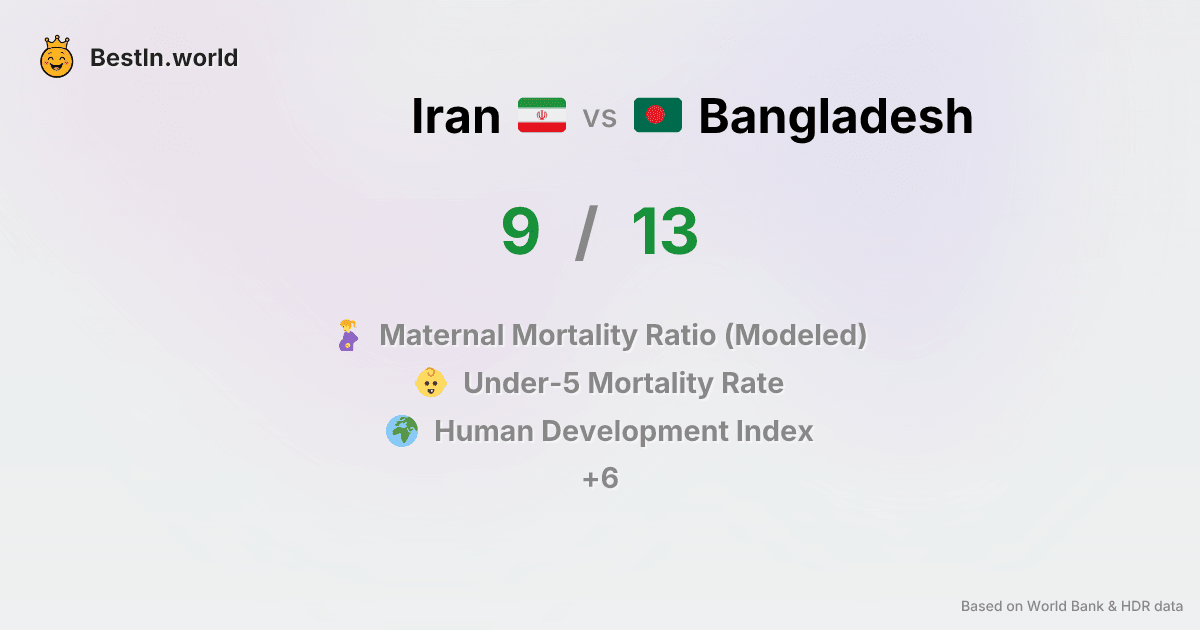 BestIn.world
Iran vs Bangladesh
9 / 13
Maternal Mortality Ratio (Modeled)
Under-5 Mortality Rate
Human Development Index
+6
Based on World Bank & HDR data